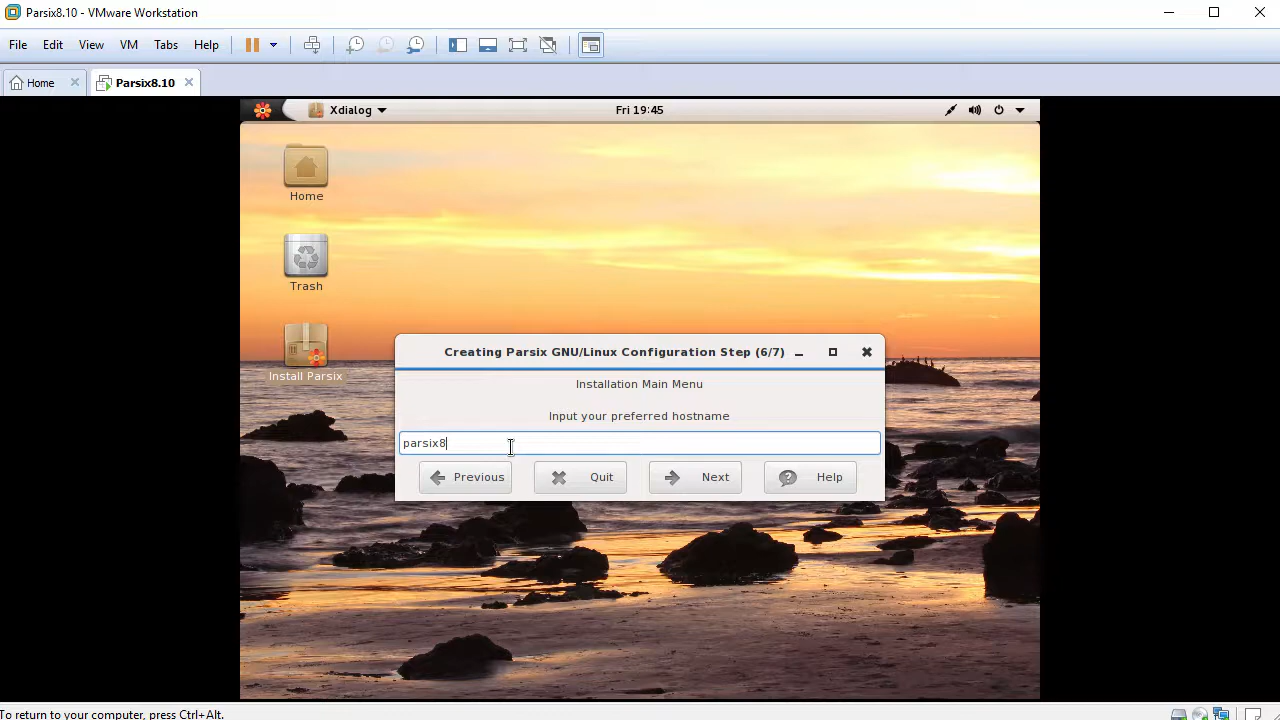 Parsix8.10 - VMware Workstation
File Edit View VM Tabs Help
Home Parsix8.10
Xdialog Fri 19:45
Home
Trash
Install Parsix
Creating Parsix GNU/Linux Configuration Step (6/7)
Installation Main Menu
Input your preferred hostname
parsix8
Previous Quit Next Help
To return to your computer, press Ctrl+Alt.